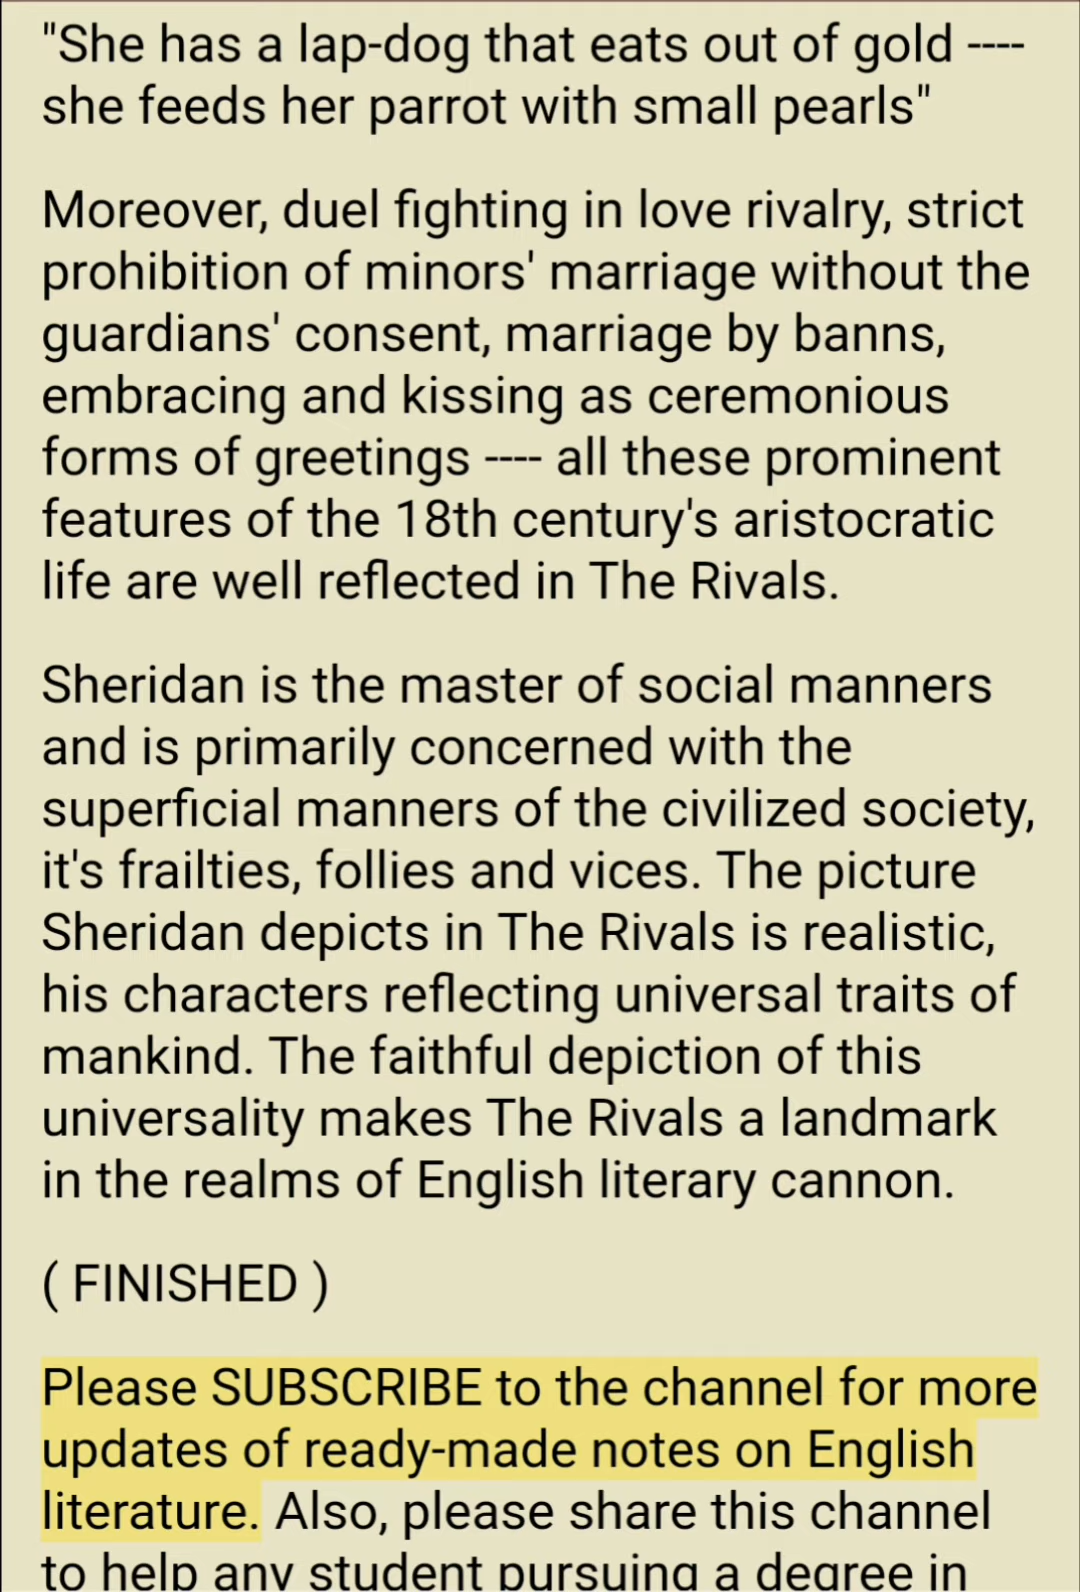 "She has a lap-dog that eats out of gold ----
she feeds her parrot with small pearls"
Moreover, duel fighting in love rivalry, strict
prohibition of minors' marriage without the
guardians' consent, marriage by banns,
embracing and kissing as ceremonious
forms of greetings ---- all these prominent
features of the 18th century's aristocratic
life are well reflected in The Rivals.
Sheridan is the master of social manners
and is primarily concerned with the
superficial manners of the civilized society,
it's frailties, follies and vices. The picture
Sheridan depicts in The Rivals is realistic,
his characters reflecting universal traits of
mankind. The faithful depiction of this
universality makes The Rivals a landmark
in the realms of English literary cannon.
( FINISHED )
Please SUBSCRIBE to the channel for more
updates of ready-made notes on English
literature. Also, please share this channel
to help any student pursuing a degree in